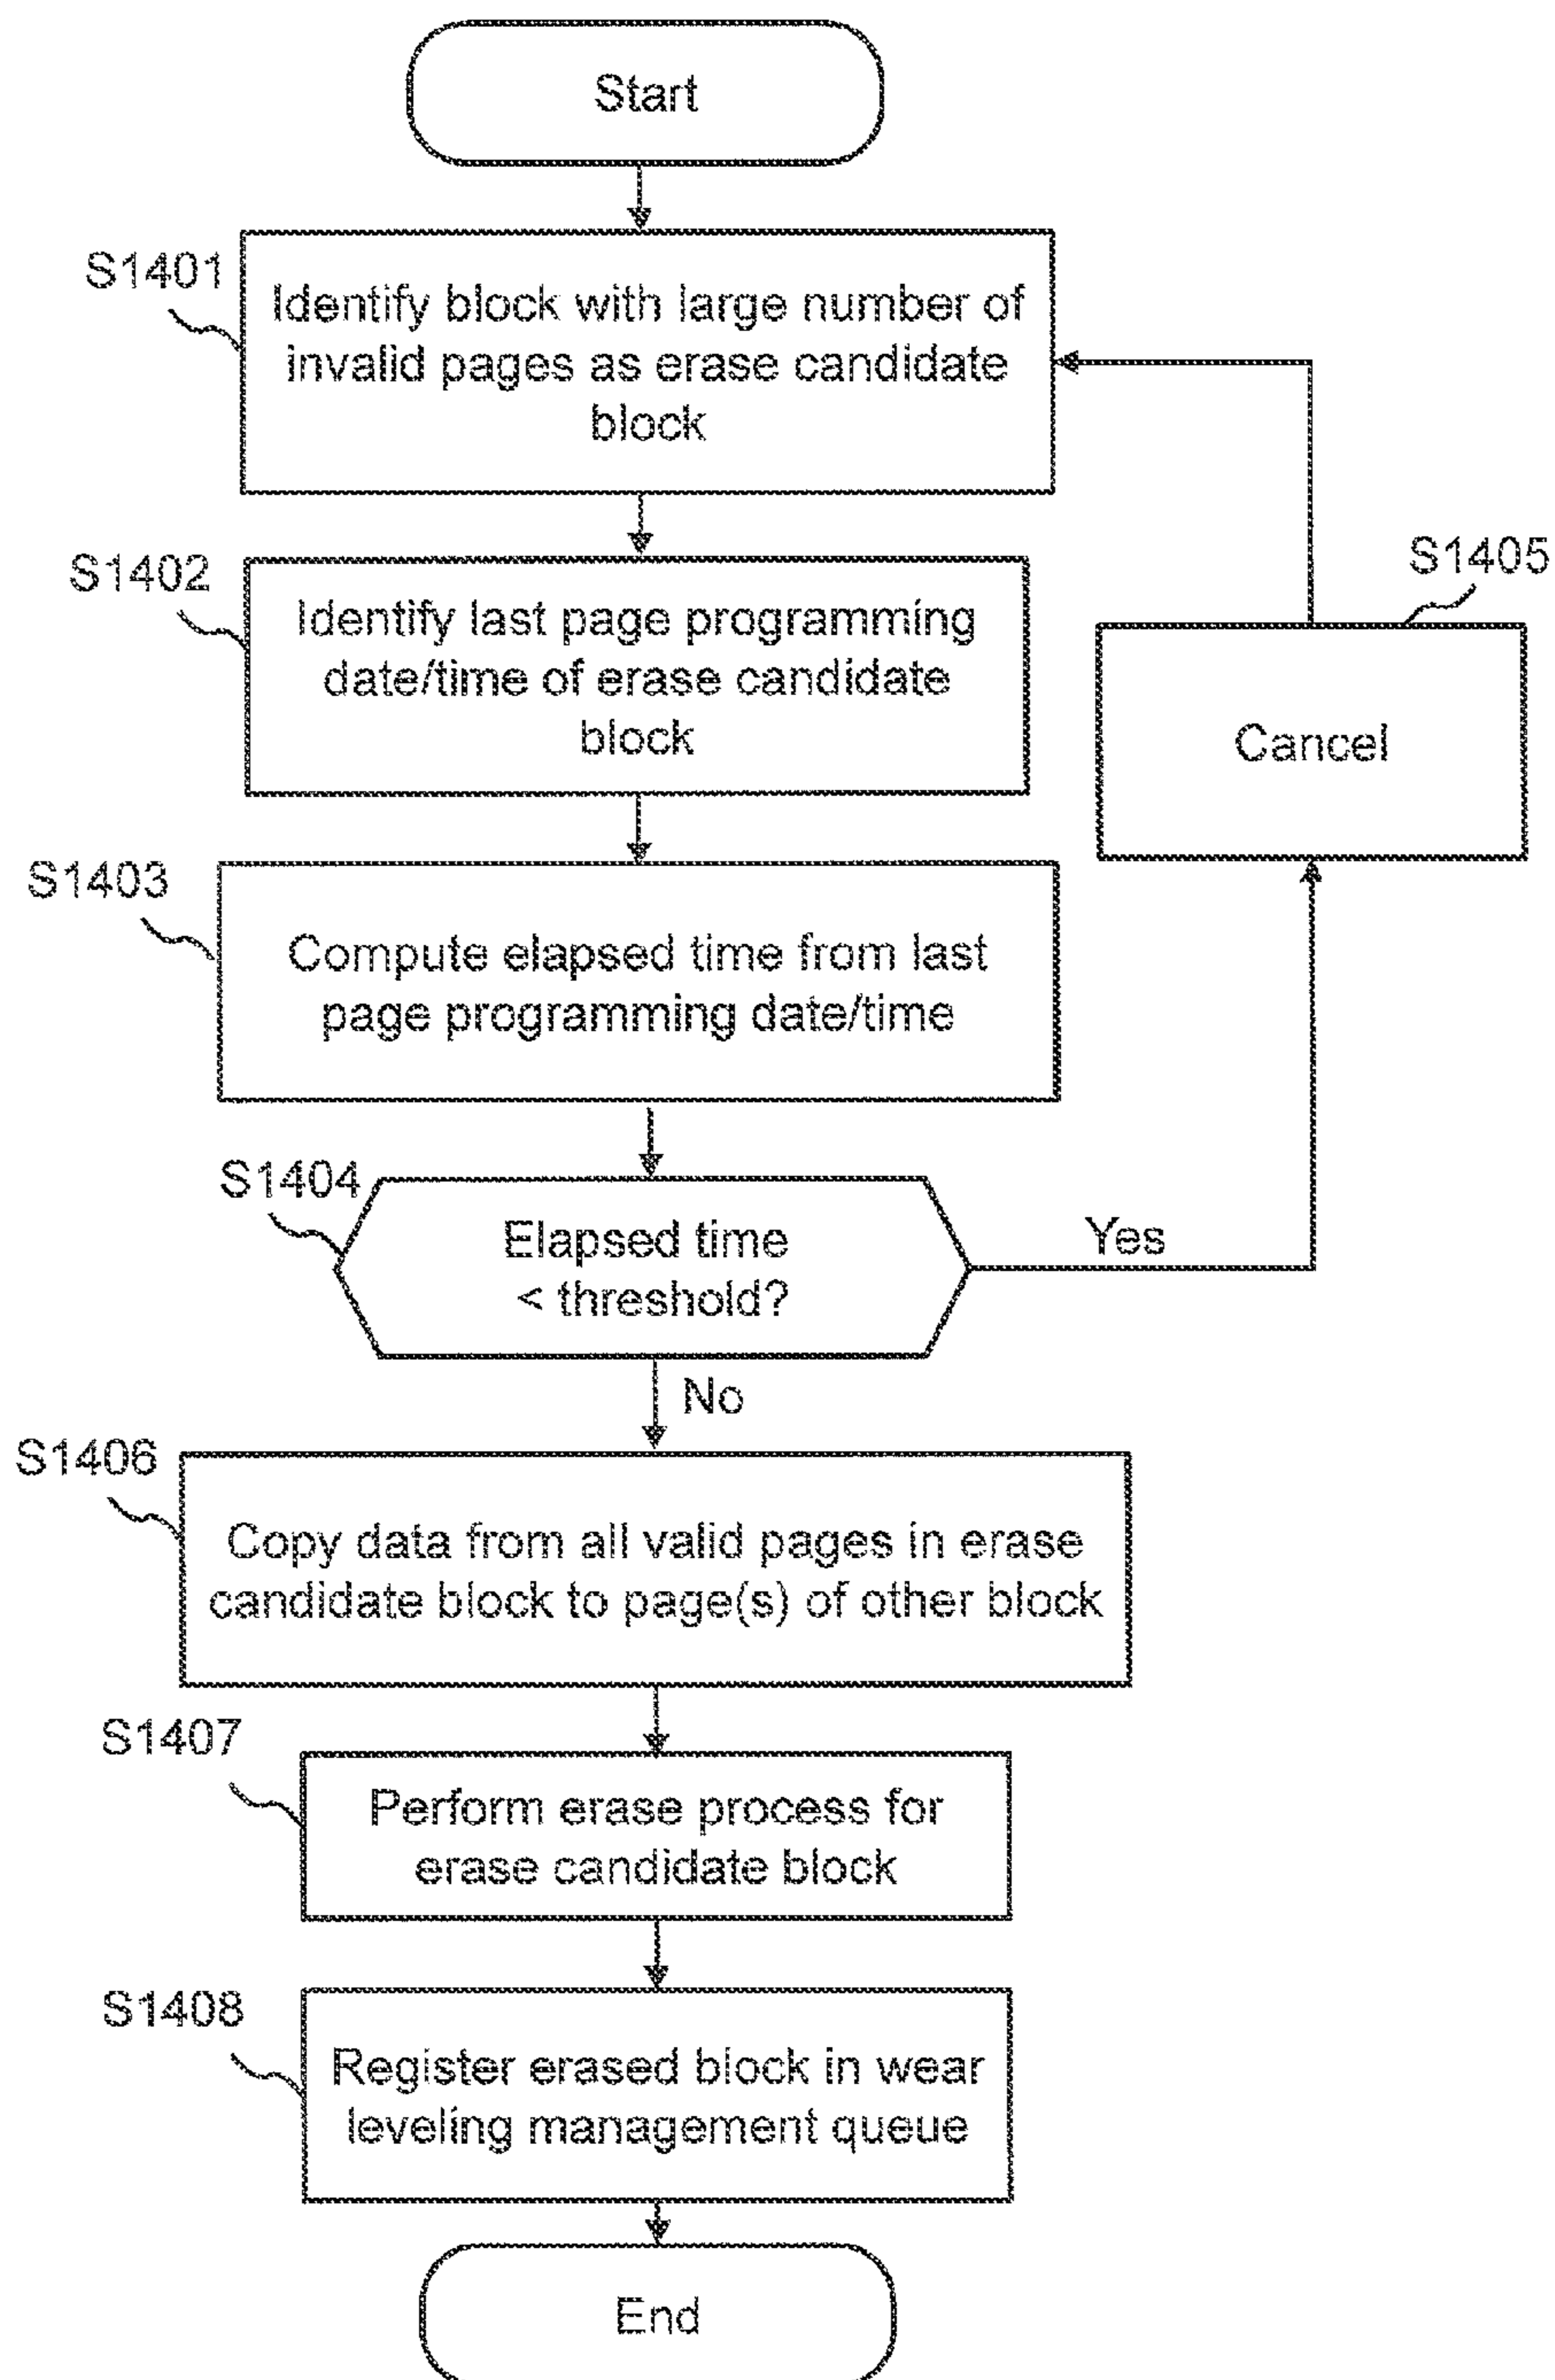 Start
S1401
Identify block with large number of
invalid pages as erase candidate
block
S1402
Identify last page programming
date/time of erase candidate
block
S1405
Cancel
S1403
Compute elapsed time from last
page programming date/time
S1404
Elapsed time
< threshold?
Yes
No
S1406
Copy data from all valid pages in erase
candidate block to page(s) of other block
S1407
Perform erase process for
erase candidate block
S1408
Register erased block in wear
leveling management queue
End